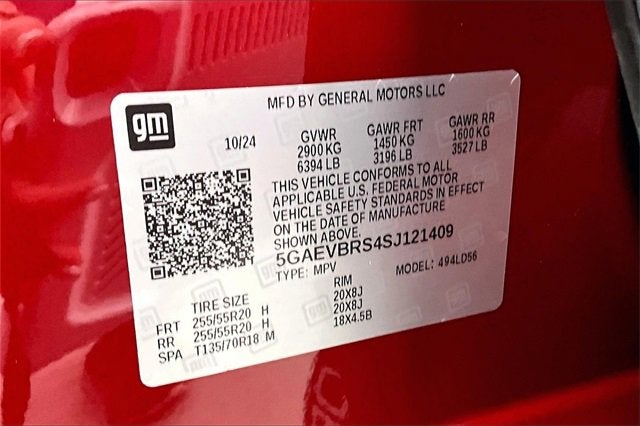 MFD BY GENERAL MOTORS LLC
gm
10/24
GVWR GAWR FRT GAWR RR
2900 KG 1450 KG 1600 KG
6394 LB 3196 LB 3527 LB
THIS VEHICLE CONFORMS TO ALL
APPLICABLE U.S. FEDERAL MOTOR
VEHICLE SAFETY STANDARDS IN EFFECT
ON THE DATE OF MANUFACTURE
SHOWN ABOVE.
5GAEVBRS4SJ121409
TYPE: MPV MODEL: 494LD56
TIRE SIZE RIM
FRT 255/55R20 H 20X8J
RR 255/55R20 H 20X8J
SPA T135/70R18 M 18X4.5B